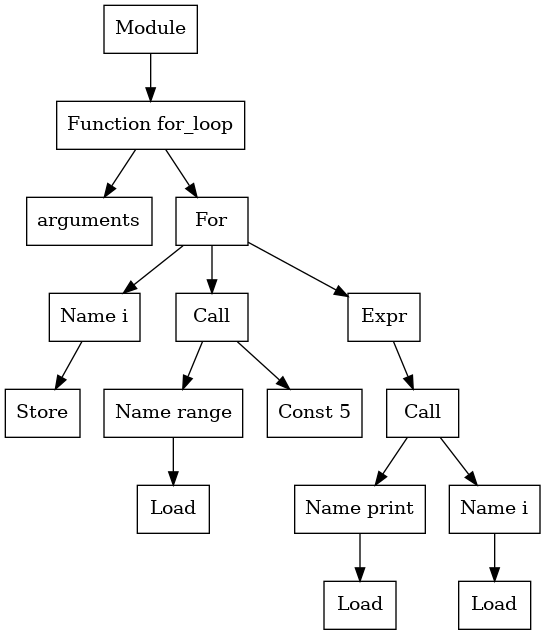 Module
Function for_loop
arguments
For
Name i
Call
Expr
Store
Name range
Const 5
Call
Load
Name print
Name i
Load
Load